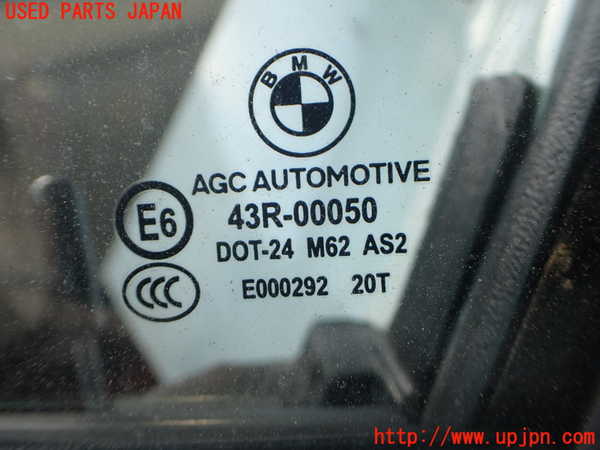 USED PARTS JAPAN
BMW
AGC AUTOMOTIVE
E6
43R-00050
DOT-24 M62 AS2
CCC
E000292 20T
http://www.upjpn.com